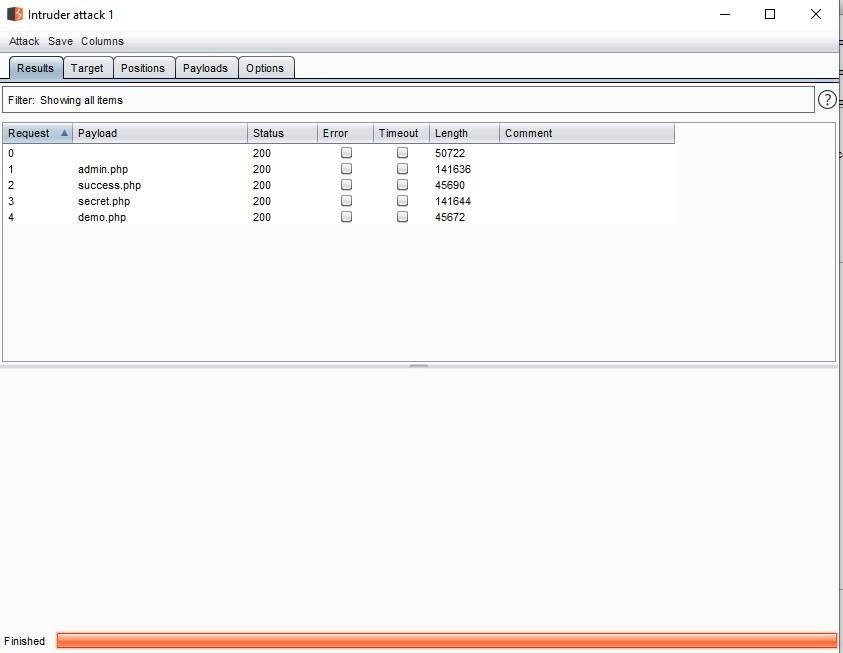 Intruder attack 1
Attack Save Columns
Results Target Positions Payloads Options
Filter: Showing all items ?
Request Payload Status Error Timeout Length Comment
0 200 50722
1 admin.php 200 141636
2 success.php 200 45690
3 secret.php 200 141644
4 demo.php 200 45672
Finished